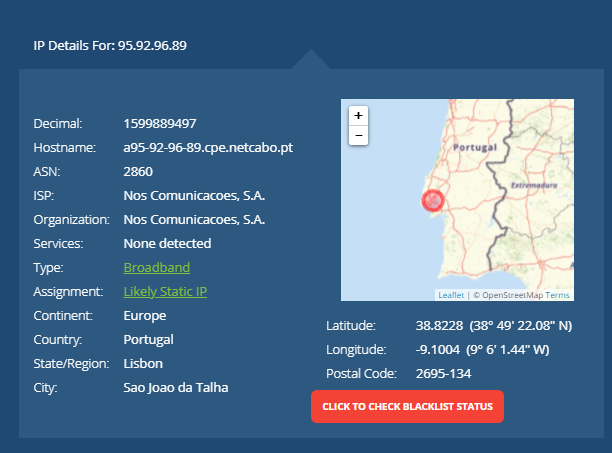 IP Details For: 95.92.96.89
Decimal: 1599889497
Hostname: a95-92-96-89.cpe.netcabo.pt
ASN: 2860
ISP: Nos Comunicacoes, S.A.
Organization: Nos Comunicacoes, S.A.
Services: None detected
Type: Broadband
Assignment: Likely Static IP
Continent: Europe
Country: Portugal
State/Region: Lisbon
City: Sao Joao da Talha
+
−
Portugal
Extremadura
Leaflet | © OpenStreetMap Terms
Latitude: 38.8228 (38° 49′ 22.08″ N)
Longitude: -9.1004 (9° 6′ 1.44″ W)
Postal Code: 2695-134
CLICK TO CHECK BLACKLIST STATUS